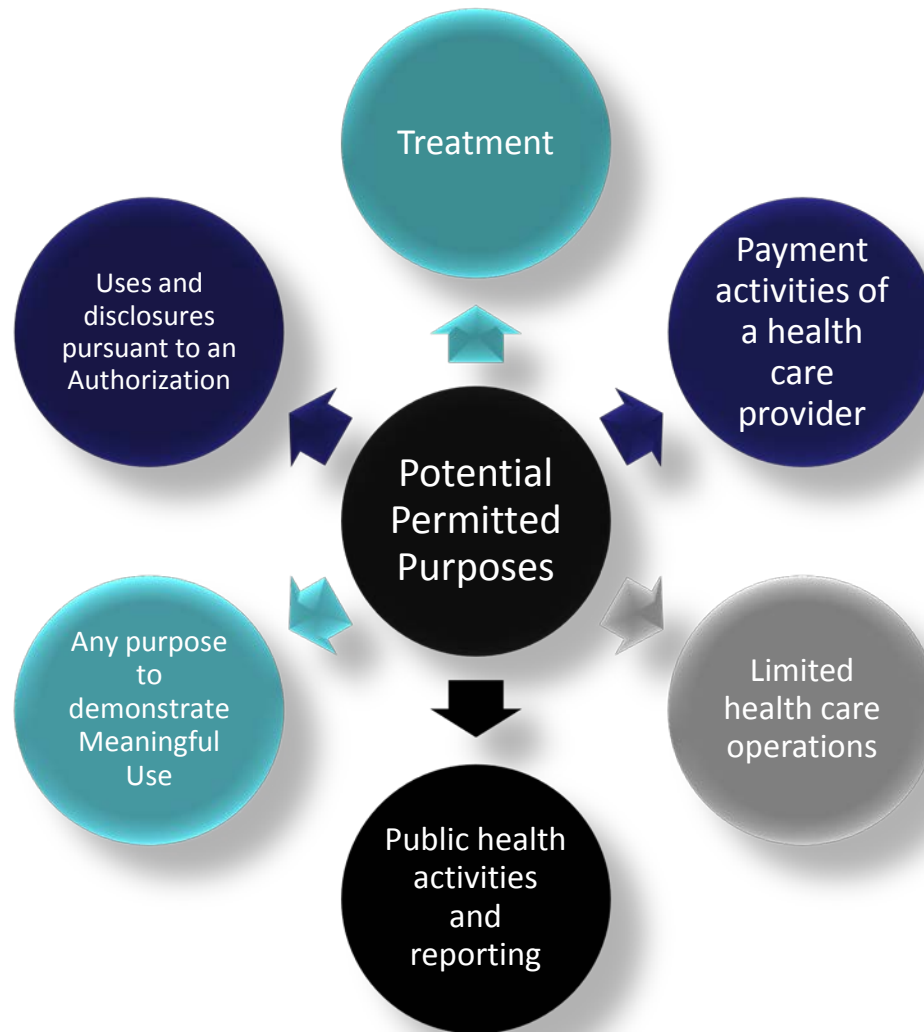 Treatment
Payment
activities of
a health
care
provider
Limited
health care
operations
Public health
activities
and
reporting
Any purpose
to
demonstrate
Meaningful
Use
Uses and
disclosures
pursuant to an
Authorization
Potential
Permitted
Purposes